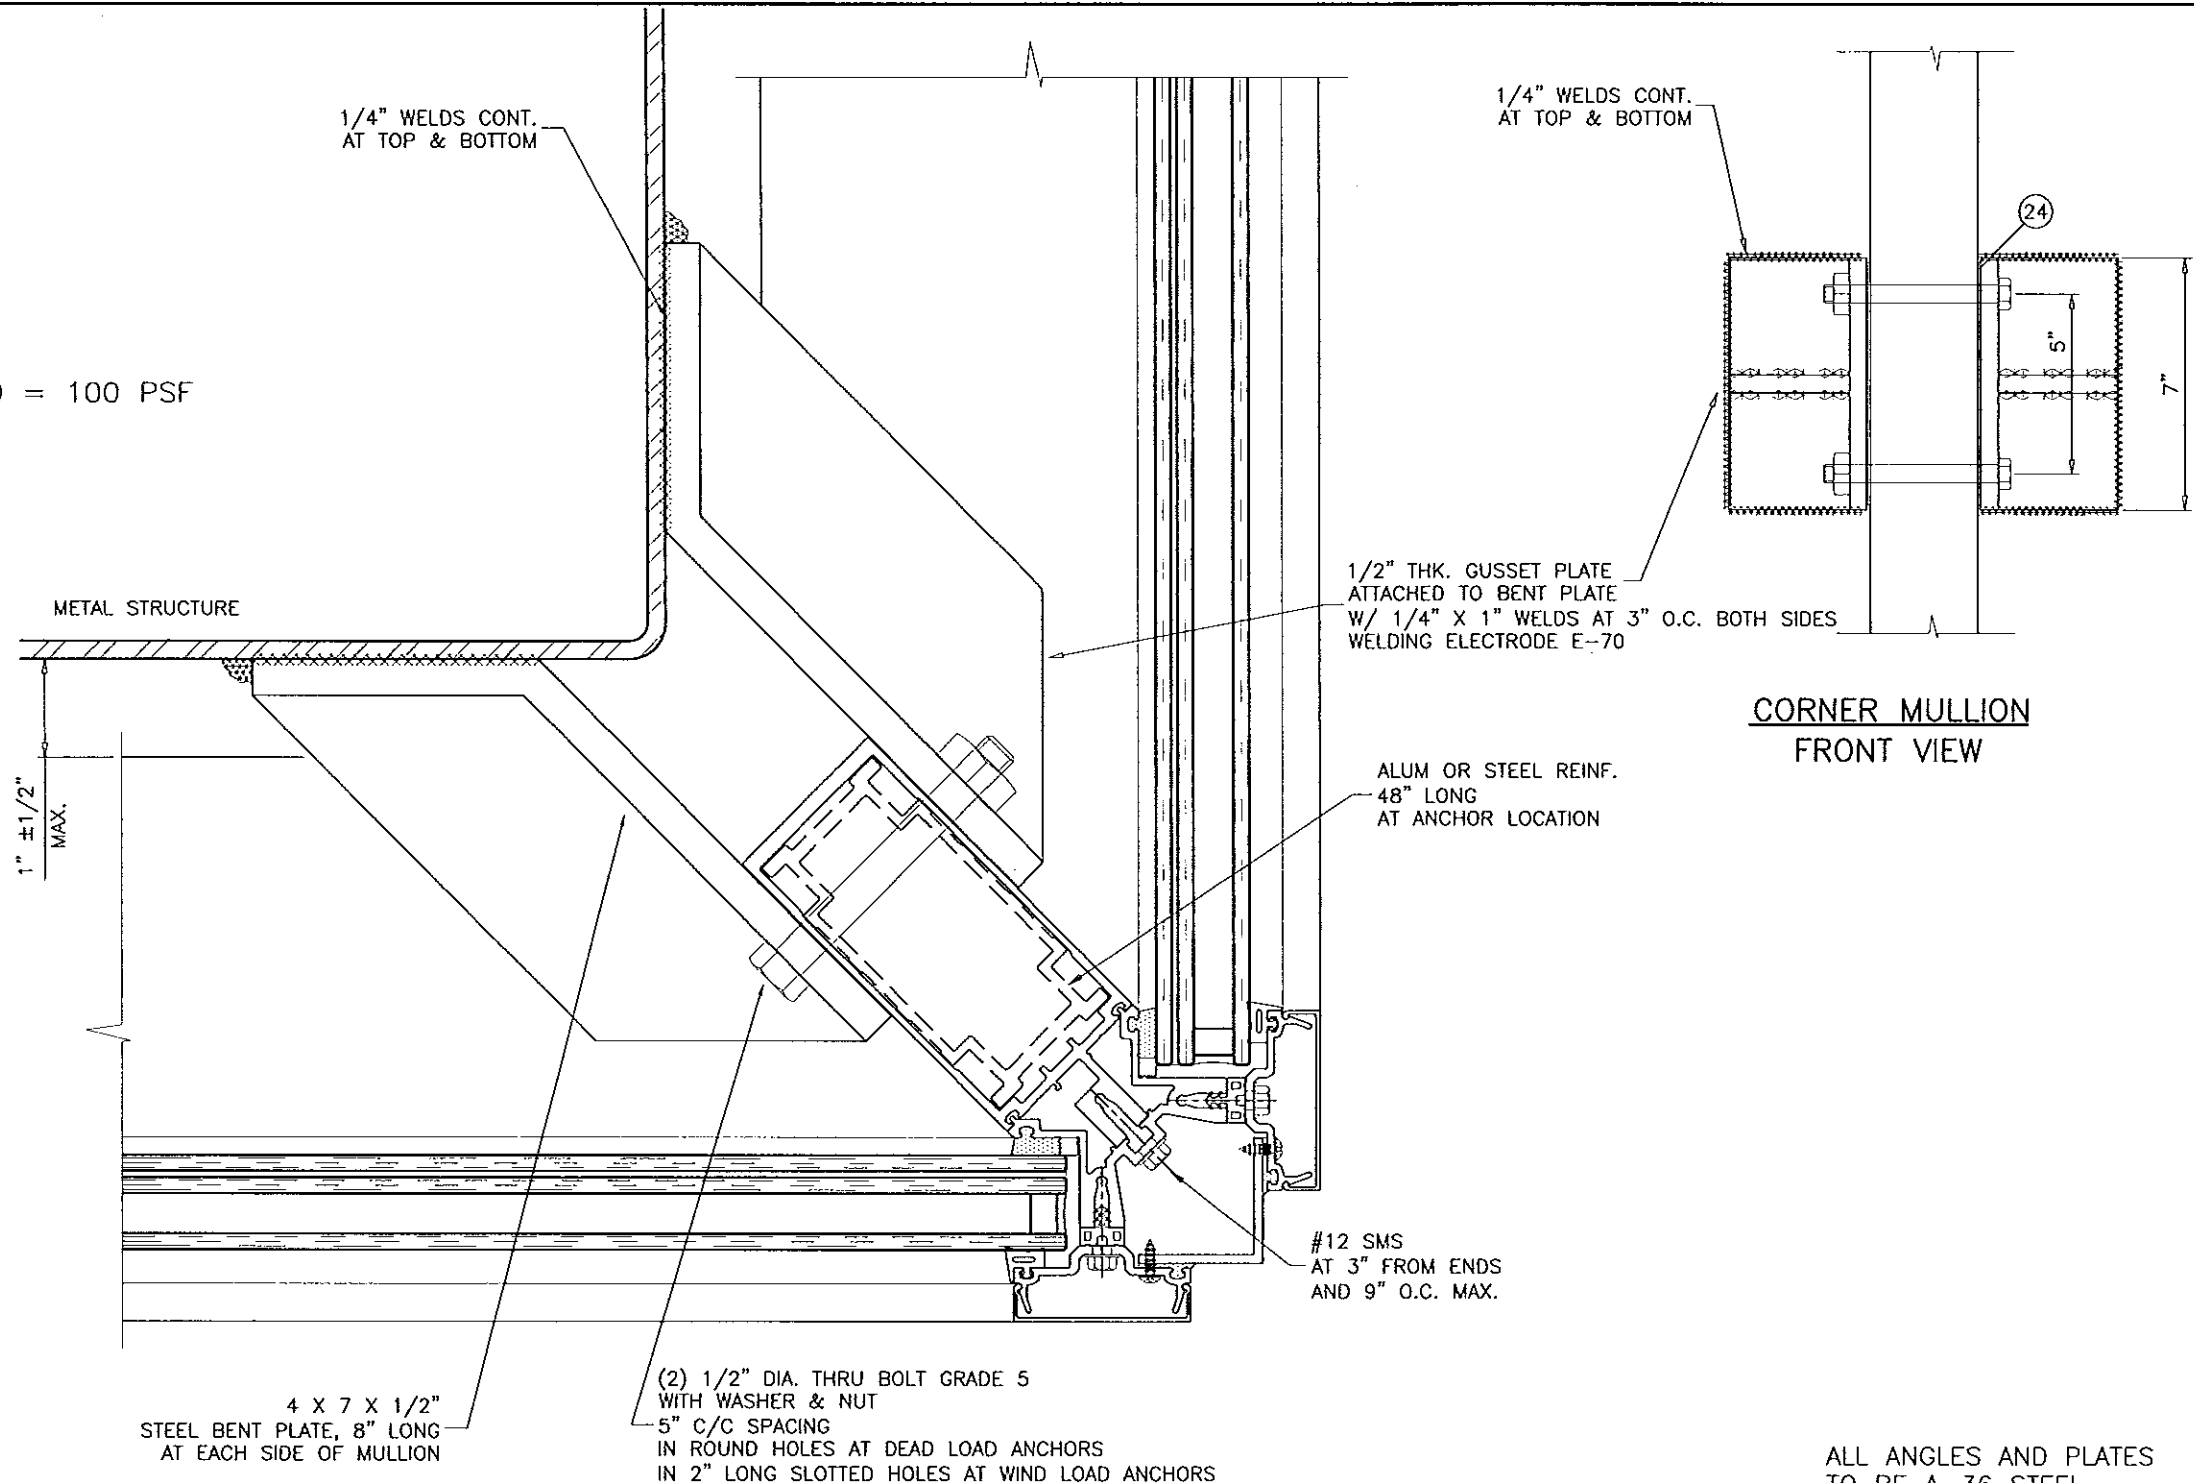 1/4" WELDS CONT.
AT TOP & BOTTOM
1/4" WELDS CONT.
AT TOP & BOTTOM
24
5"
7"
= 100 PSF
METAL STRUCTURE
1/2" THK. GUSSET PLATE
ATTACHED TO BENT PLATE
W/ 1/4" X 1" WELDS AT 3" O.C. BOTH SIDES
WELDING ELECTRODE E-70
CORNER MULLION
FRONT VIEW
1" ±1/2"
MAX.
ALUM OR STEEL REINF.
48" LONG
AT ANCHOR LOCATION
#12 SMS
AT 3" FROM ENDS
AND 9" O.C. MAX.
4 X 7 X 1/2"
STEEL BENT PLATE, 8" LONG
AT EACH SIDE OF MULLION
(2) 1/2" DIA. THRU BOLT GRADE 5
WITH WASHER & NUT
5" C/C SPACING
IN ROUND HOLES AT DEAD LOAD ANCHORS
IN 2" LONG SLOTTED HOLES AT WIND LOAD ANCHORS
ALL ANGLES AND PLATES
TO BE A-36 STEEL